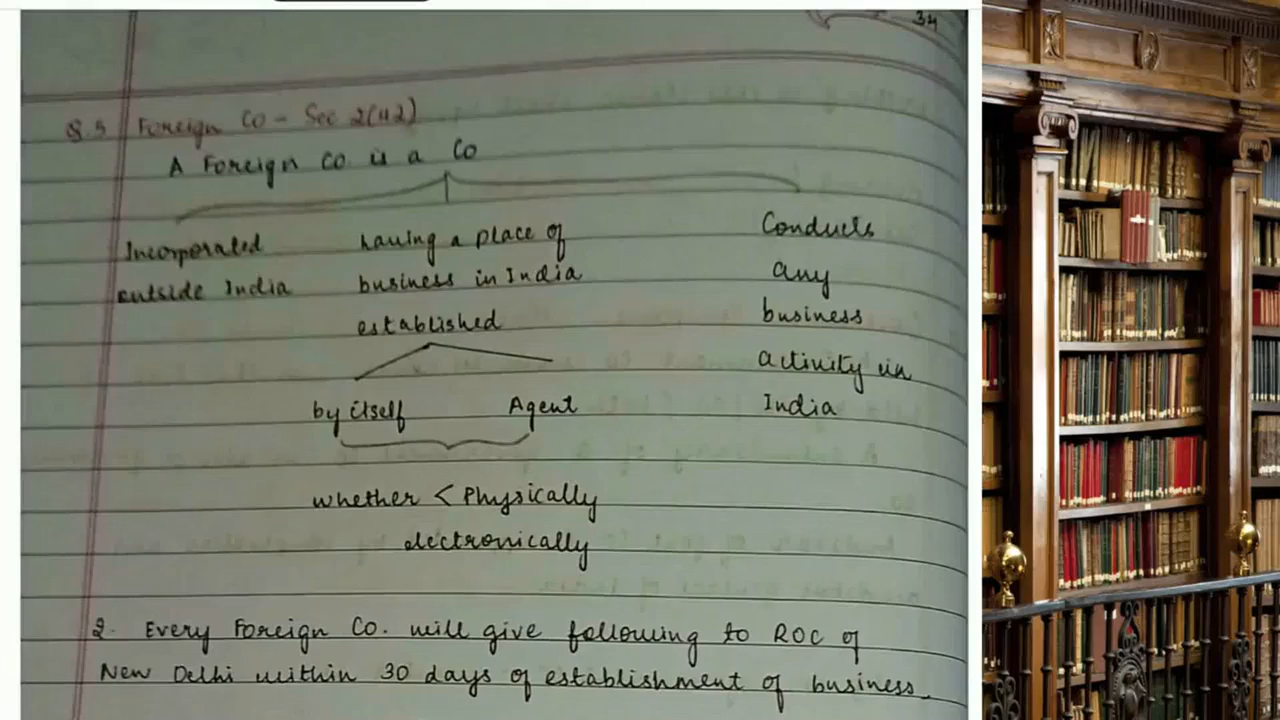 34
Q.5 Foreign Co - Sec 2(42)
A Foreign Co is a Co
Incorporated having a place of Conducts
outside India business in India any
established business
activity in
by itself Agent India
whether < Physically
electronically
2. Every Foreign Co. will give following to ROC of
New Delhi within 30 days of establishment of business.